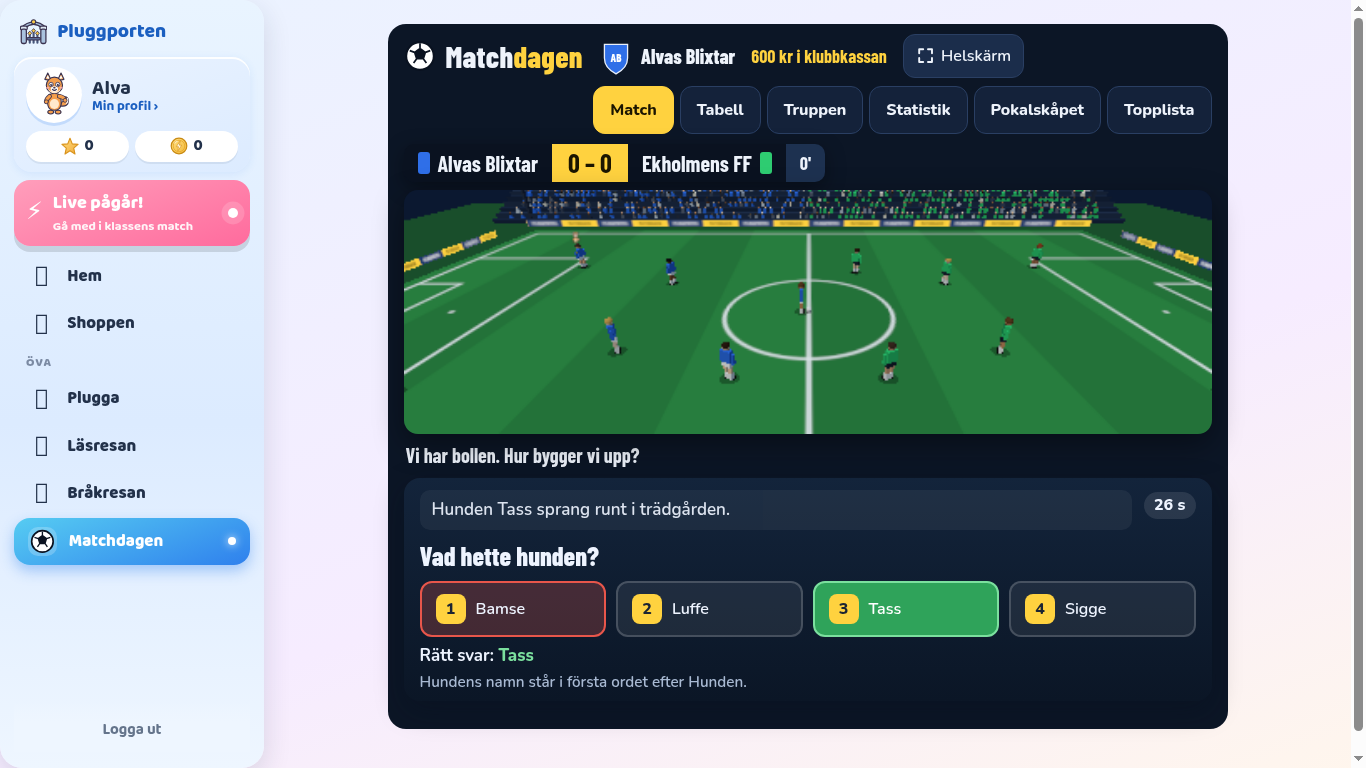 Pluggporten
Alva
Min profil ›
0
0
Live pågår!
Gå med i klassens match
Hem
Shoppen
ÖVA
Plugga
Läsresan
Bråkresan
Matchdagen
Logga ut
Matchdagen
AB
Alvas Blixtar
600 kr i klubbkassan
Helskärm
Match
Tabell
Truppen
Statistik
Pokalskåpet
Topplista
Alvas Blixtar
0 – 0
Ekholmens FF
0'
Vi har bollen. Hur bygger vi upp?
Hunden Tass sprang runt i trädgården.
26 s
Vad hette hunden?
1 Bamse
2 Luffe
3 Tass
4 Sigge
Rätt svar: Tass
Hundens namn står i första ordet efter Hunden.